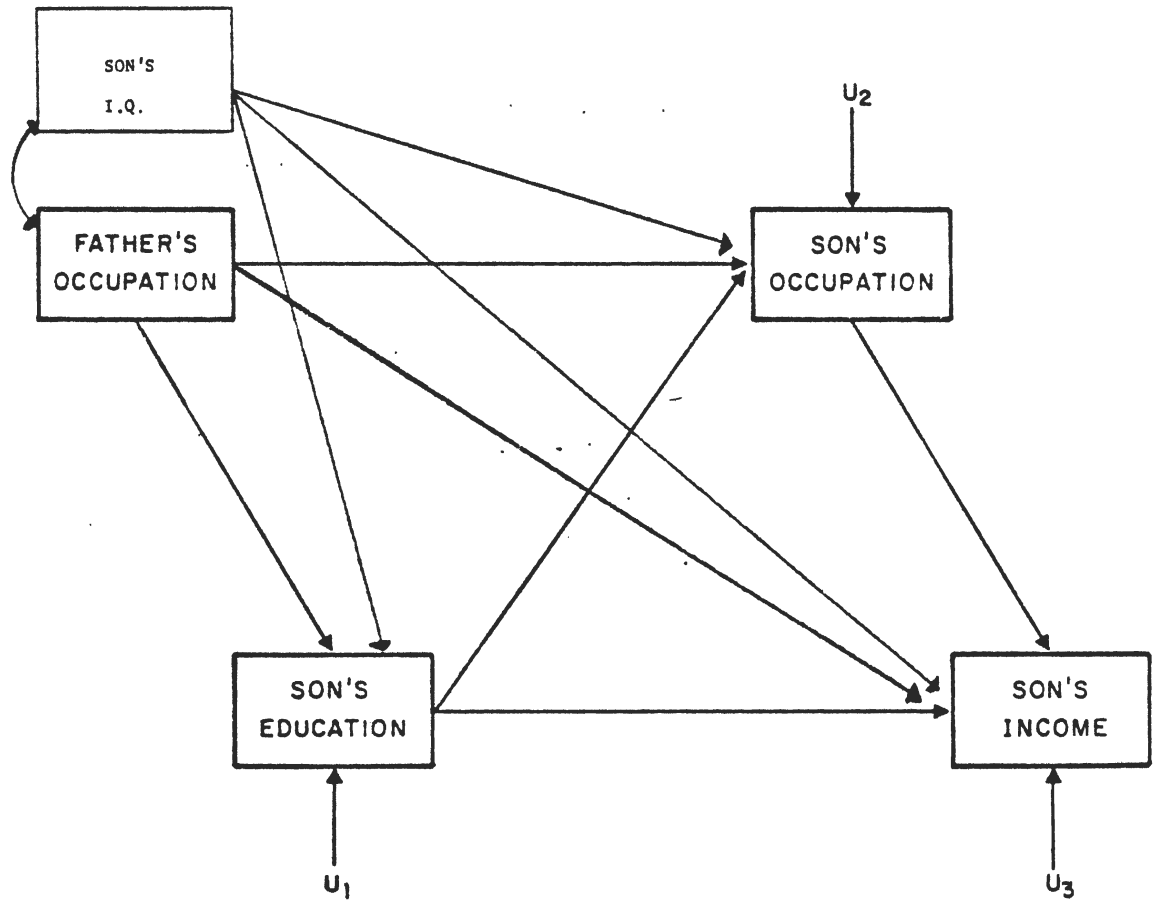 SON'S
I.Q.
U2
FATHER'S
OCCUPATION
SON'S
OCCUPATION
SON'S
EDUCATION
SON'S
INCOME
U1
U3